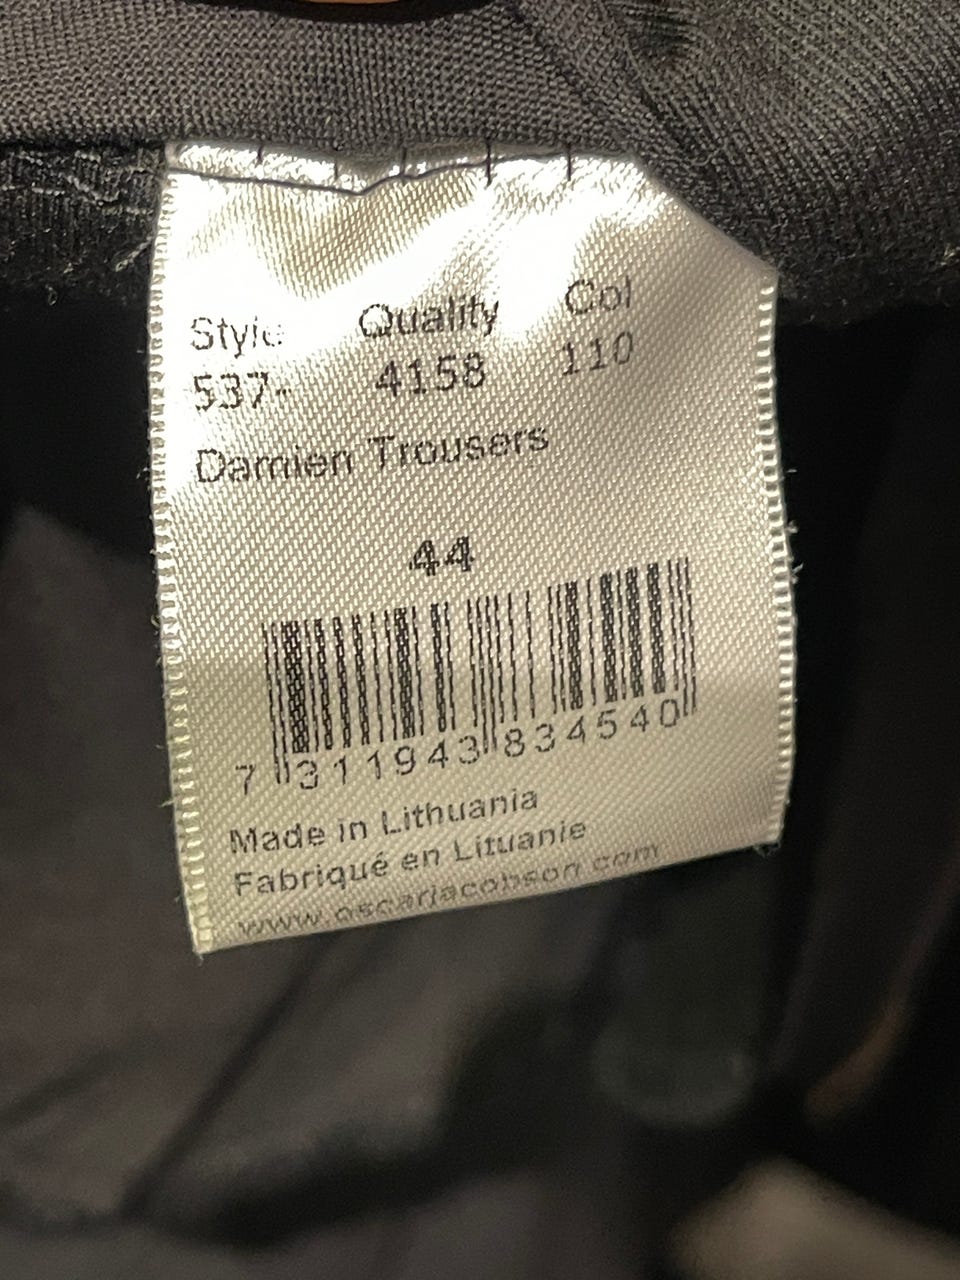 Style Quality Col
537- 4158 110
Damien Trousers
44
7 311943 834540
Made in Lithuania
Fabriqué en Lituanie
www.oscarjacobson.com